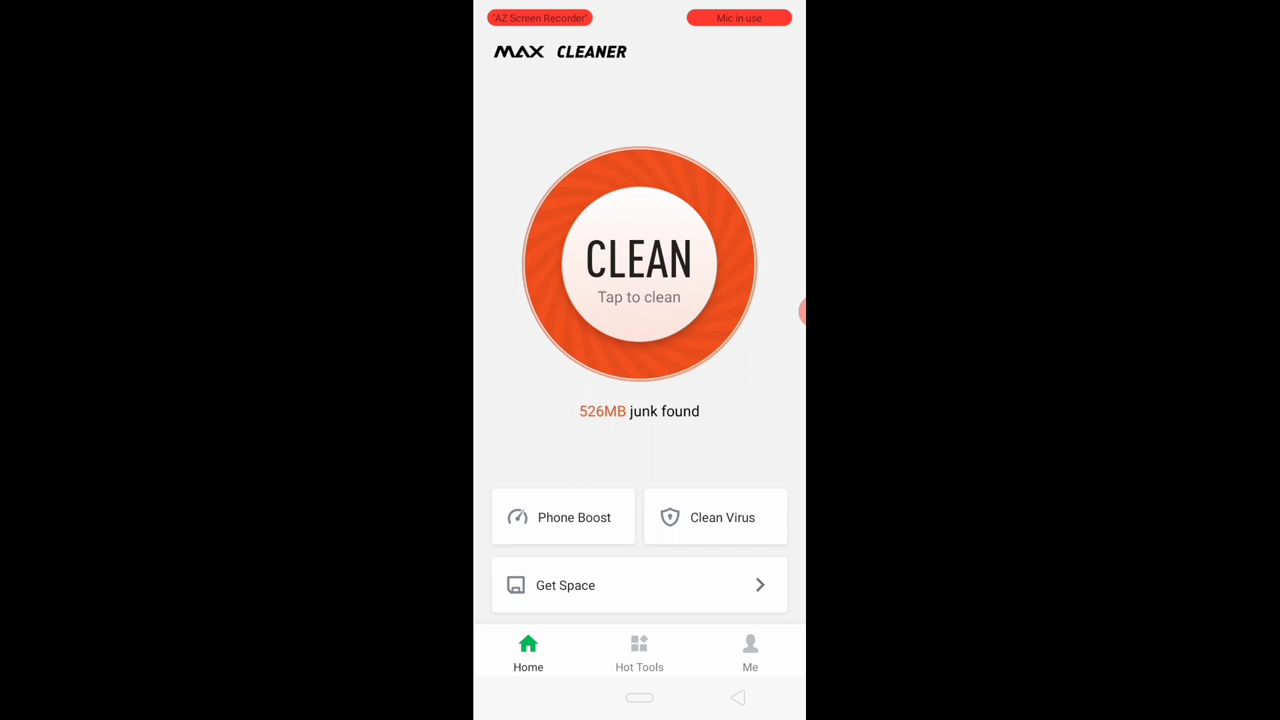 "AZ Screen Recorder"
Mic in use
MAX CLEANER
CLEAN
Tap to clean
526MB junk found
Phone Boost
Clean Virus
Get Space
Home
Hot Tools
Me